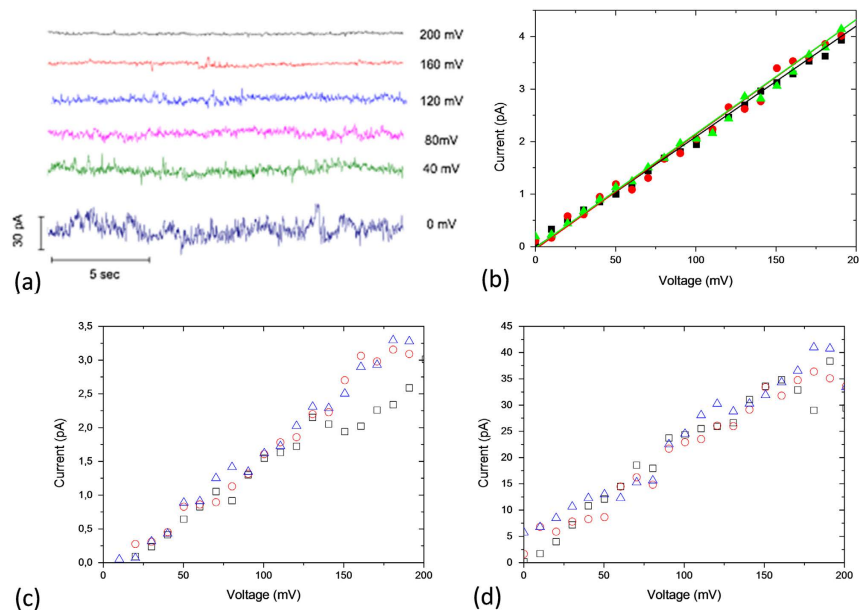 200 mV
160 mV
120 mV
80mV
40 mV
0 mV
30 pA
5 sec
(a)
4
3
2
1
0
Current (pA)
0
50
100
150
20
Voltage (mV)
(b)
3,5
3,0
2,5
2,0
1,5
1,0
0,5
0,0
Current (pA)
0
50
100
150
200
Voltage (mV)
(c)
45
40
35
30
25
20
15
10
5
0
Current (pA)
0
50
100
150
200
Voltage (mV)
(d)